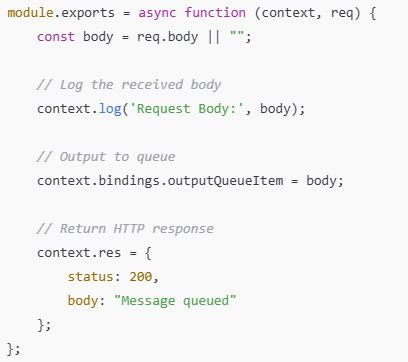 module.exports = async function (context, req) {
    const body = req.body || "";
    // Log the received body
    context.log('Request Body:', body);
    // Output to queue
    context.bindings.outputQueueItem = body;
    // Return HTTP response
    context.res = {
        status: 200,
        body: "Message queued"
    };
};